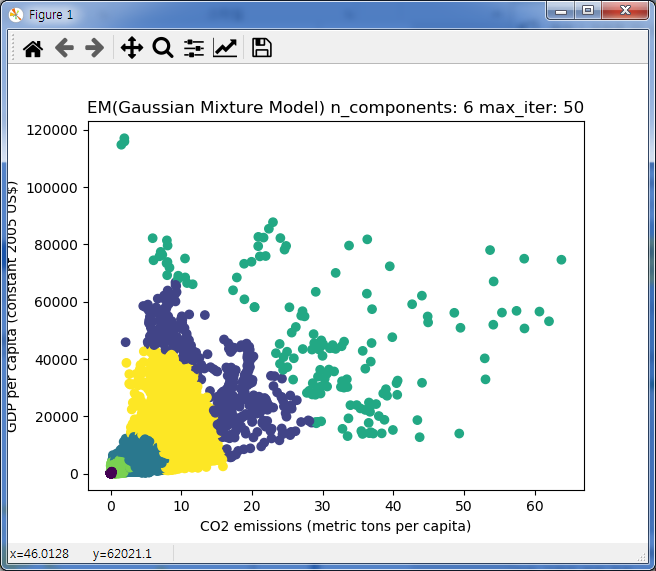 Figure 1
EM(Gaussian Mixture Model) n_components: 6 max_iter: 50
120000
100000
80000
60000
40000
20000
0
GDP per capita (constant 2005 US$)
0 10 20 30 40 50 60
CO2 emissions (metric tons per capita)
x=46.0128 y=62021.1